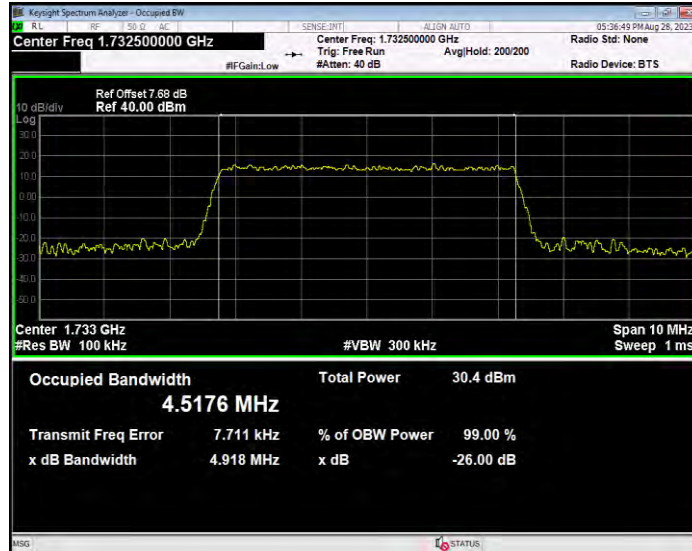 Keysight Spectrum Analyzer - Occupied BW
RL RF 50 Ω AC SENSE:INT ALIGN AUTO 05:36:49 PM Aug 28, 2023
Center Freq 1.732500000 GHz Center Freq: 1.732500000 GHz Radio Std: None
Trig: Free Run Avg|Hold: 200/200
#IFGain:Low #Atten: 40 dB Radio Device: BTS
Ref Offset 7.68 dB
10 dB/div Ref 40.00 dBm
Log
30.0
20.0
10.0
0.00
-10.0
-20.0
-30.0
-40.0
-50.0
Center 1.733 GHz Span 10 MHz
#Res BW 100 kHz #VBW 300 kHz Sweep 1 ms
Occupied Bandwidth Total Power 30.4 dBm
4.5176 MHz
Transmit Freq Error 7.711 kHz % of OBW Power 99.00 %
x dB Bandwidth 4.918 MHz x dB -26.00 dB
MSG STATUS